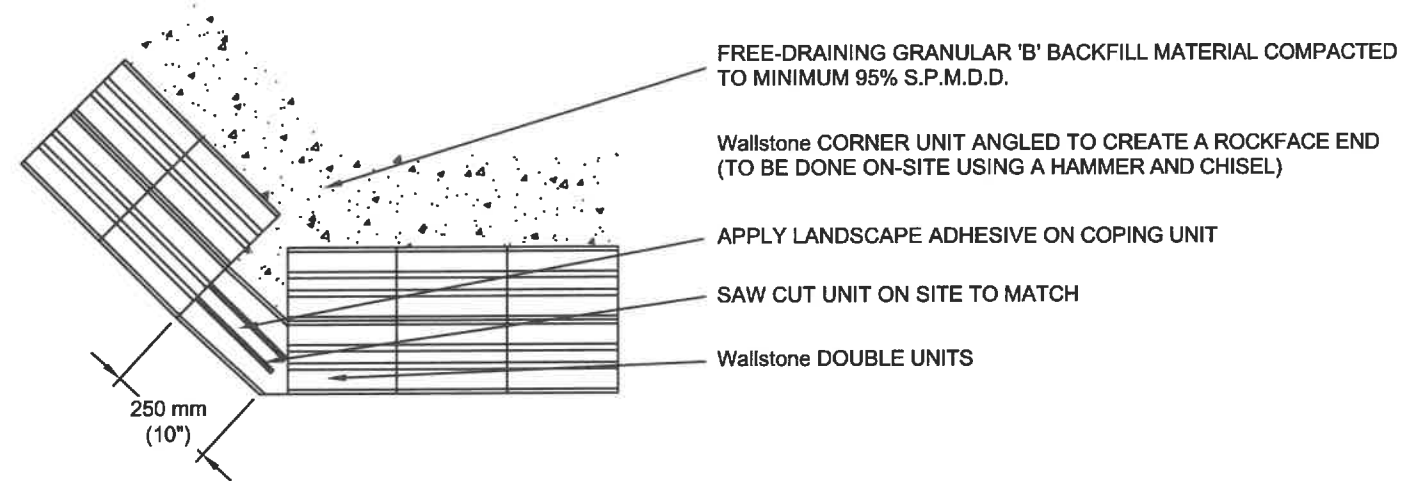 FREE-DRAINING GRANULAR 'B' BACKFILL MATERIAL COMPACTED
TO MINIMUM 95% S.P.M.D.D.
Wallstone CORNER UNIT ANGLED TO CREATE A ROCKFACE END
(TO BE DONE ON-SITE USING A HAMMER AND CHISEL)
APPLY LANDSCAPE ADHESIVE ON COPING UNIT
SAW CUT UNIT ON SITE TO MATCH
Wallstone DOUBLE UNITS
250 mm
(10")